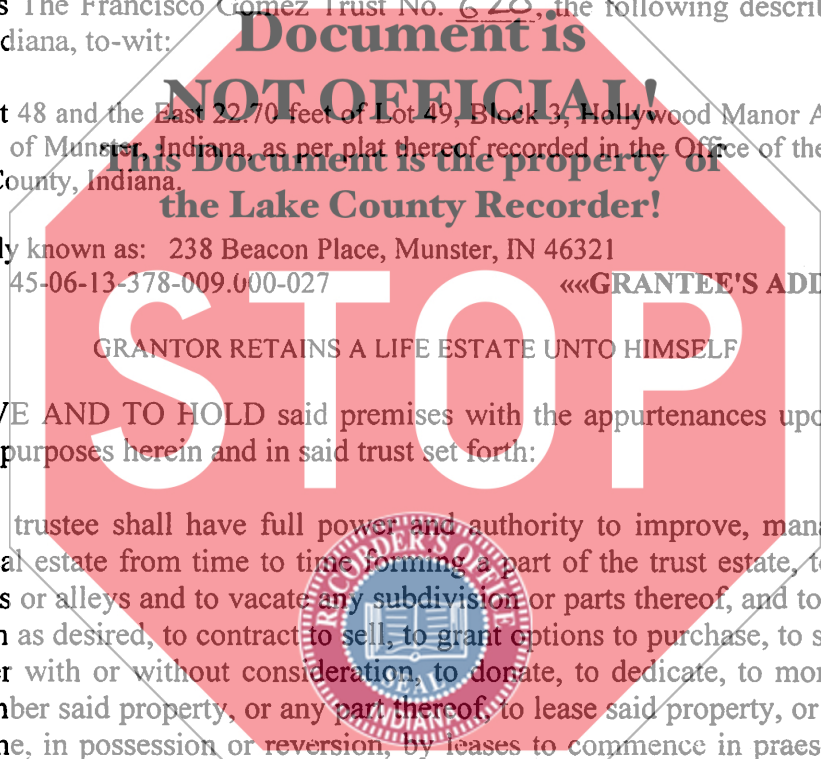 s The Francisco Gomez Trust No. 620, the following describ
diana, to-wit:
Document is
NOT OFFICIAL!
t 48 and the East 22.70 feet of Lot 49, Block 3, Hollywood Manor A
of Munster, Indiana, as per plat thereof recorded in the Office of the
This Document is the property of
County, Indiana.
the Lake County Recorder!
ly known as: 238 Beacon Place, Munster, IN 46321
45-06-13-378-009.000-027 «««GRANTEE'S ADD
STOP
GRANTOR RETAINS A LIFE ESTATE UNTO HIMSELF
VE AND TO HOLD said premises with the appurtenances upo
purposes herein and in said trust set forth:
trustee shall have full power and authority to improve, mana
al estate from time to time forming a part of the trust estate, to
s or alleys and to vacate any subdivision or parts thereof, and to
n as desired, to contract to sell, to grant options to purchase, to s
r with or without consideration, to donate, to dedicate, to mor
nber said property, or any part thereof, to lease said property, or
ne, in possession or reversion, by leases to commence in praes
RECORDER'S OFFICE
SEAL
INDIANA